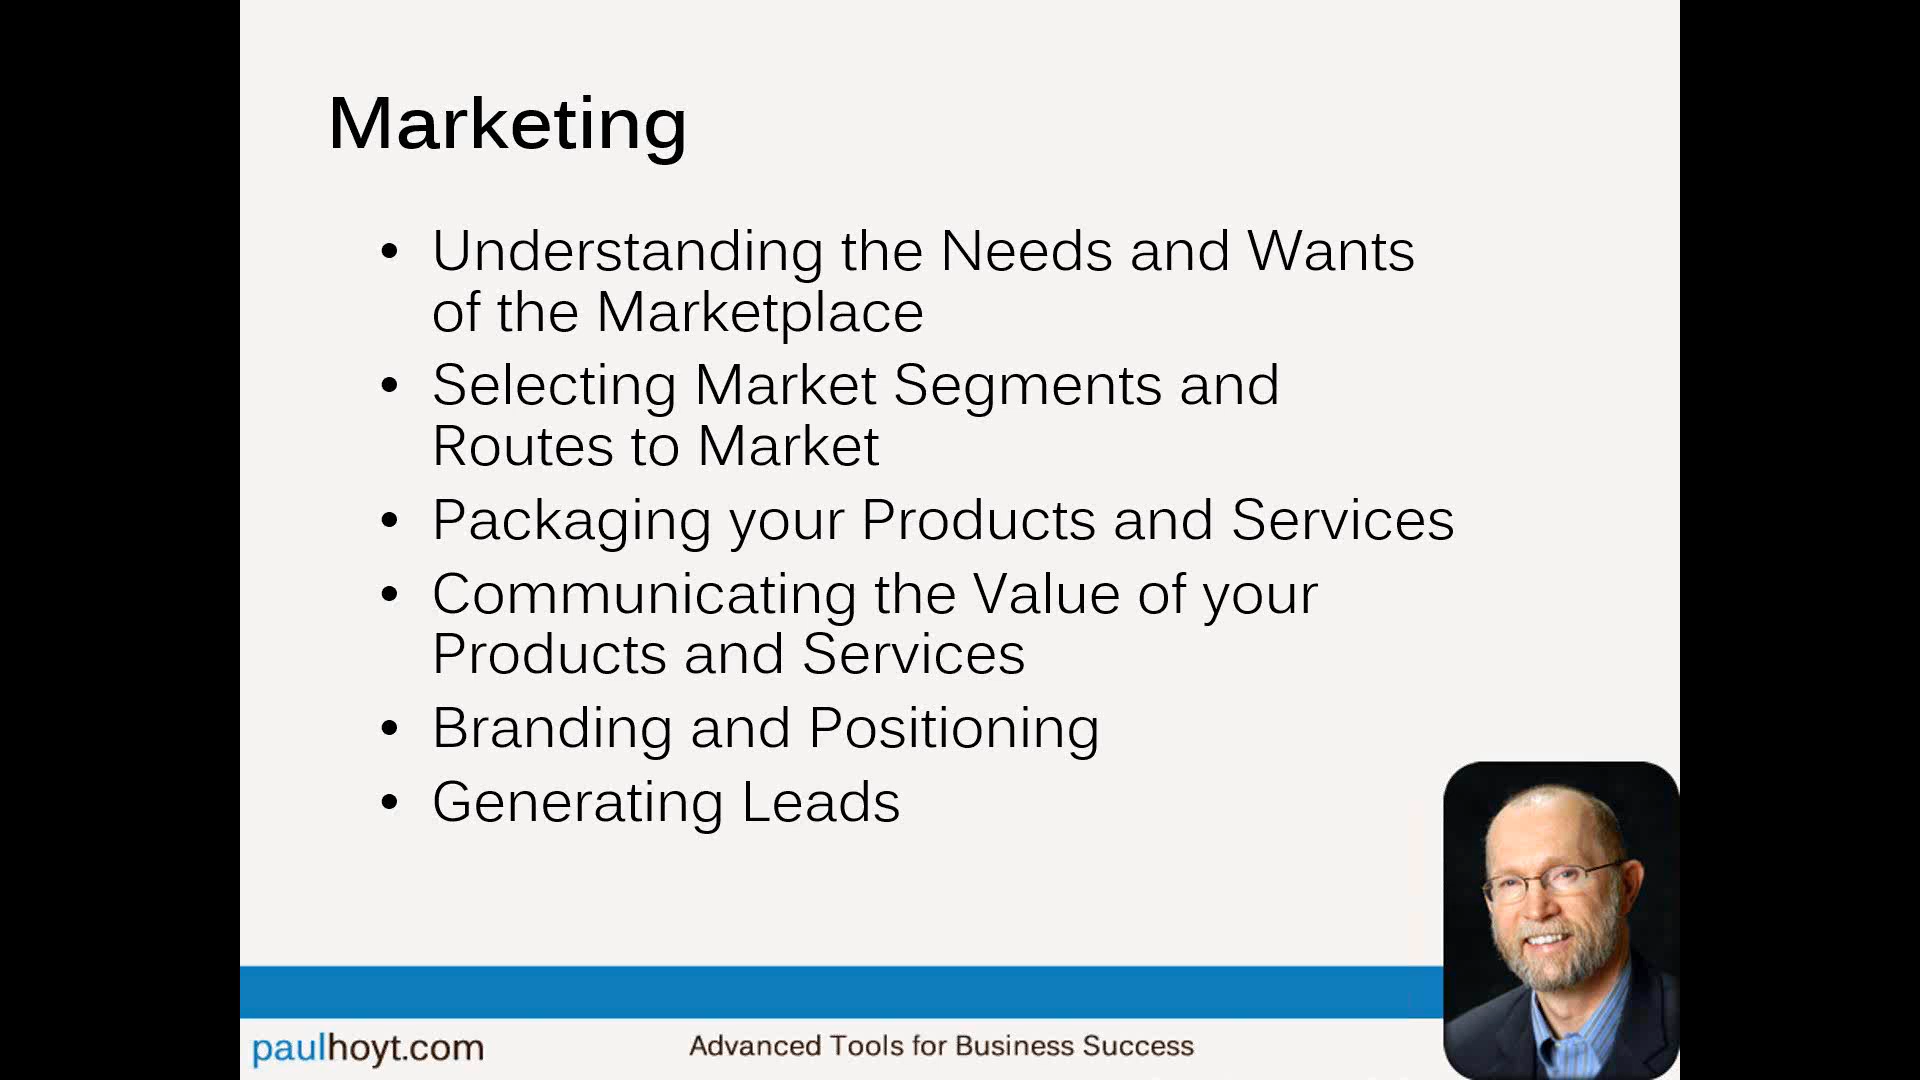 Marketing
• Understanding the Needs and Wants
of the Marketplace
• Selecting Market Segments and
Routes to Market
• Packaging your Products and Services
• Communicating the Value of your
Products and Services
• Branding and Positioning
• Generating Leads
paulhoyt.com
Advanced Tools for Business Success